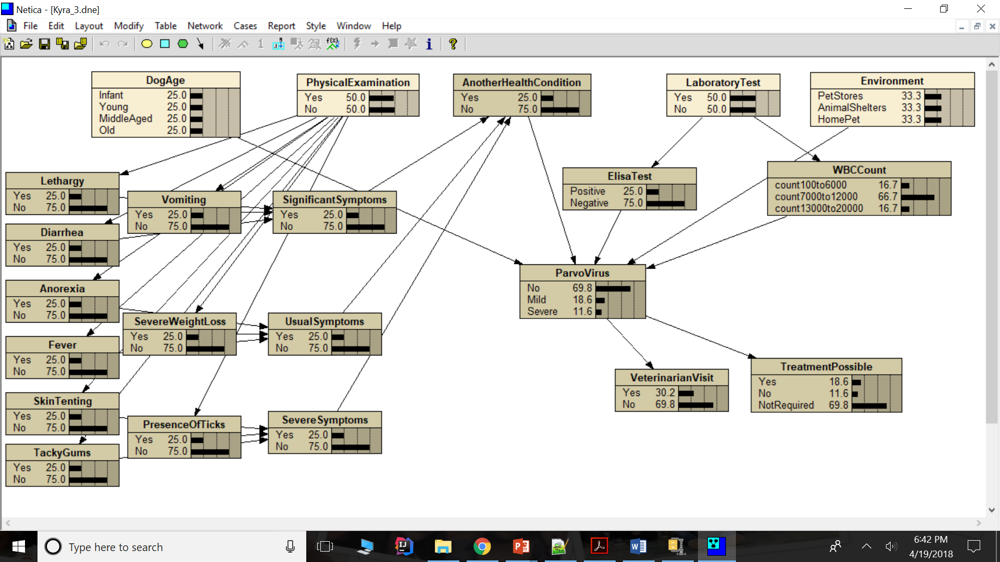 Netica - [Kyra_3.dne]
File Edit Layout Modify Table Network Cases Report Style Window Help
DogAge
Infant 25.0
Young 25.0
MiddleAged 25.0
Old 25.0
PhysicalExamination
Yes 50.0
No 50.0
AnotherHealthCondition
Yes 25.0
No 75.0
LaboratoryTest
Yes 50.0
No 50.0
Environment
PetStores 33.3
AnimalShelters 33.3
HomePet 33.3
Lethargy
Yes 25.0
No 75.0
Vomiting
Yes 25.0
No 75.0
SignificantSymptoms
Yes 25.0
No 75.0
ElisaTest
Positive 25.0
Negative 75.0
WBCCount
count100to6000 16.7
count7000to12000 66.7
count13000to20000 16.7
Diarrhea
Yes 25.0
No 75.0
Anorexia
Yes 25.0
No 75.0
ParvoVirus
No 69.8
Mild 18.6
Severe 11.6
SevereWeightLoss
Yes 25.0
No 75.0
UsualSymptoms
Yes 25.0
No 75.0
Fever
Yes 25.0
No 75.0
VeterinarianVisit
Yes 30.2
No 69.8
TreatmentPossible
Yes 18.6
No 11.6
NotRequired 69.8
SkinTenting
Yes 25.0
No 75.0
PresenceOfTicks
Yes 25.0
No 75.0
SevereSymptoms
Yes 25.0
No 75.0
TackyGums
Yes 25.0
No 75.0
Type here to search
6:42 PM
4/19/2018